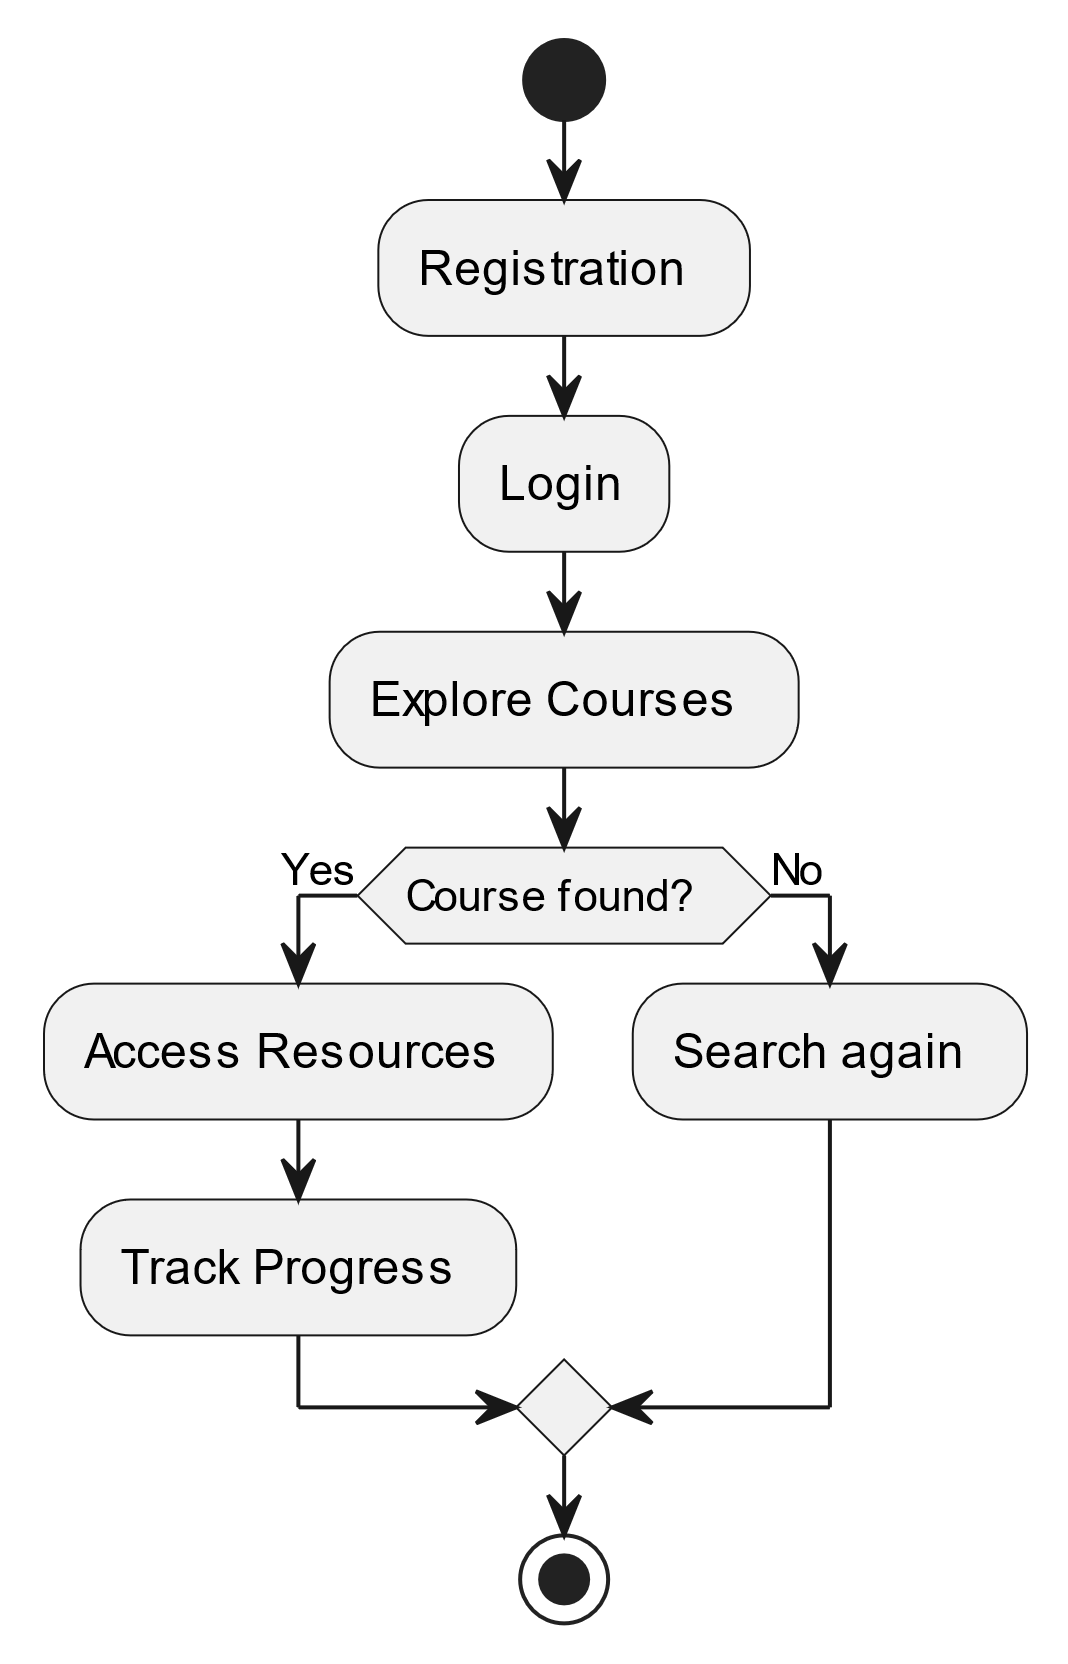 Registration
Login
Explore Courses
Yes
Course found?
No
Access Resources
Search again
Track Progress